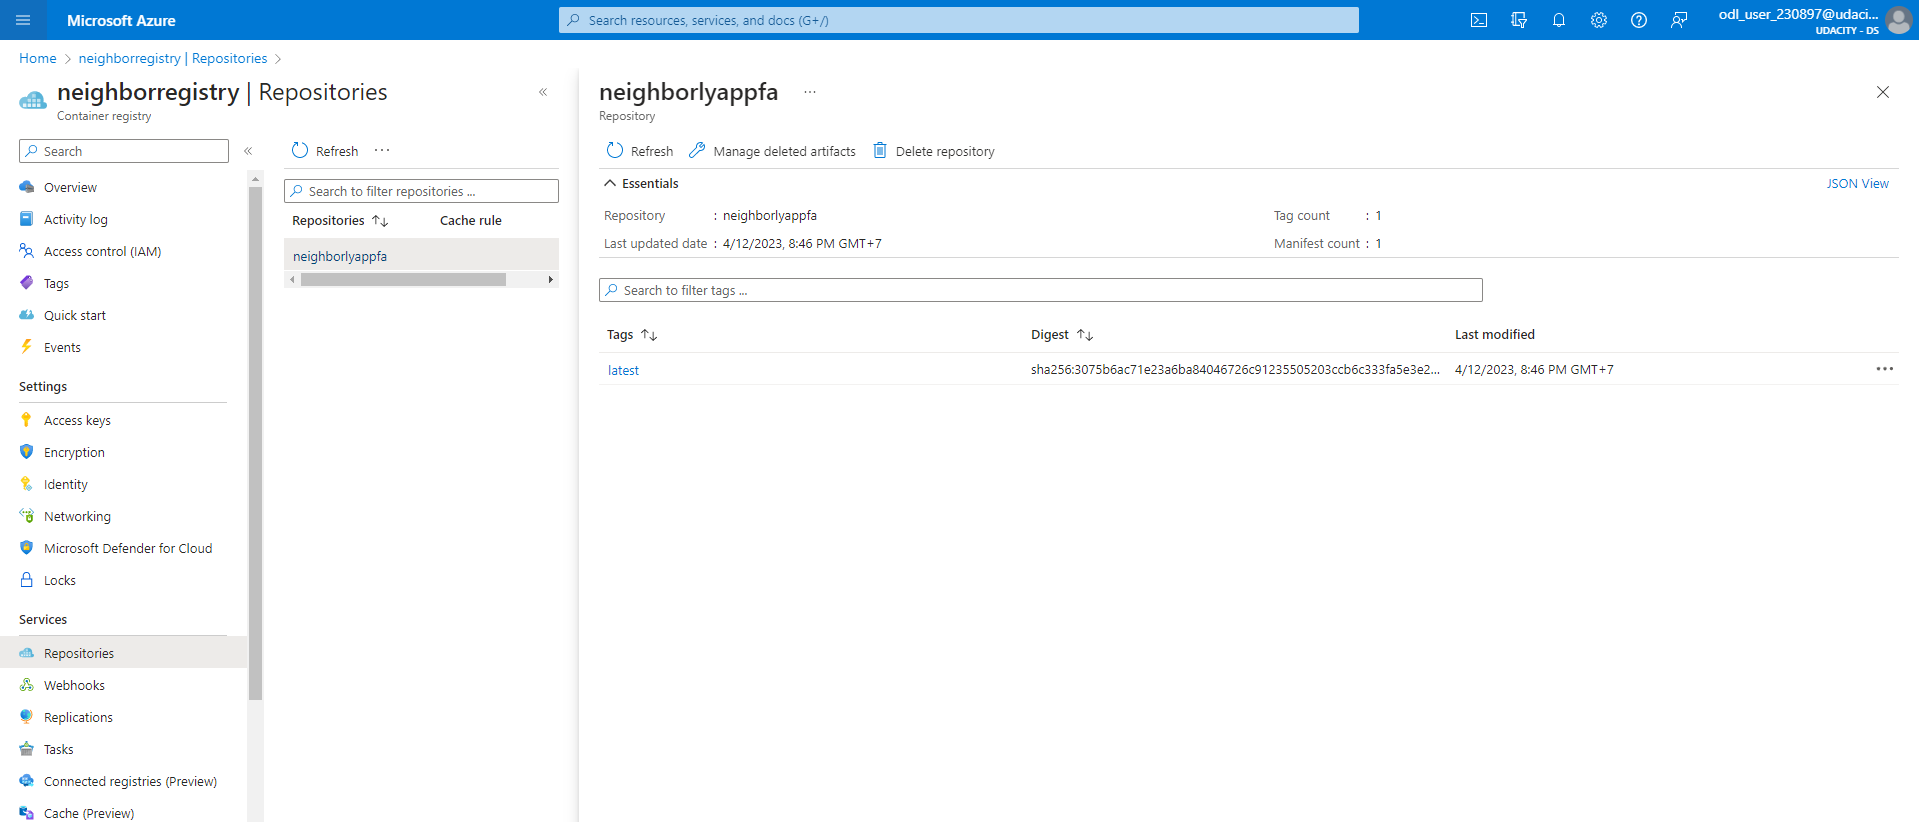 Microsoft Azure
Search resources, services, and docs (G+/)
odl_user_230897@udaci...
UDACITY - DS
Home > neighborregistry | Repositories >
neighborregistry | Repositories
Container registry
Search
Overview
Activity log
Access control (IAM)
Tags
Quick start
Events
Settings
Access keys
Encryption
Identity
Networking
Microsoft Defender for Cloud
Locks
Services
Repositories
Webhooks
Replications
Tasks
Connected registries (Preview)
Cache (Preview)
Refresh ...
Search to filter repositories ...
Repositories Cache rule
neighborlyappfa
neighborlyappfa ...
Repository
Refresh Manage deleted artifacts Delete repository
Essentials JSON View
Repository : neighborlyappfa Tag count : 1
Last updated date : 4/12/2023, 8:46 PM GMT+7 Manifest count : 1
Search to filter tags ...
Tags Digest Last modified
latest sha256:3075b6ac71e23a6ba84046726c91235505203ccb6c333fa5e3e2... 4/12/2023, 8:46 PM GMT+7 ...